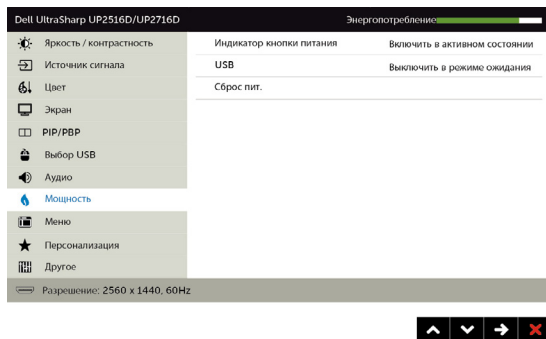 Dell UltraSharp UP2516D/UP2716D Энергопотребление
Яркость / контрастность
Источник сигнала
Цвет
Экран
PIP/PBP
Выбор USB
Аудио
Мощность
Меню
Персонализация
Другое
Индикатор кнопки питания Включить в активном состоянии
USB Выключить в режиме ожидания
Сброс пит.
Разрешение: 2560 x 1440, 60Hz